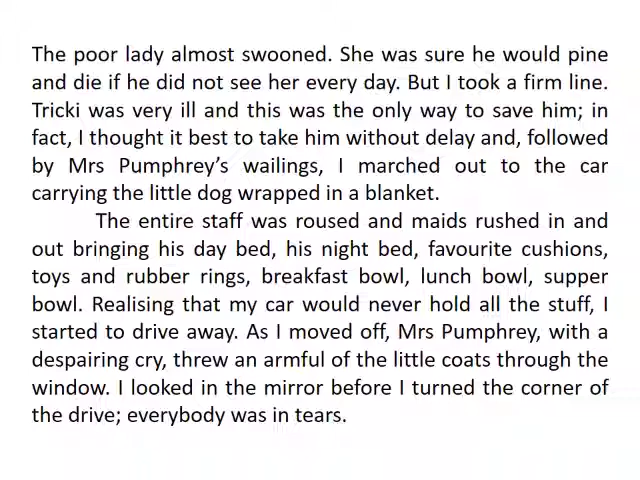 The poor lady almost swooned. She was sure he would pine
and die if he did not see her every day. But I took a firm line.
Tricki was very ill and this was the only way to save him; in
fact, I thought it best to take him without delay and, followed
by Mrs Pumphrey’s wailings, I marched out to the car
carrying the little dog wrapped in a blanket.
The entire staff was roused and maids rushed in and
out bringing his day bed, his night bed, favourite cushions,
toys and rubber rings, breakfast bowl, lunch bowl, supper
bowl. Realising that my car would never hold all the stuff, I
started to drive away. As I moved off, Mrs Pumphrey, with a
despairing cry, threw an armful of the little coats through the
window. I looked in the mirror before I turned the corner of
the drive; everybody was in tears.